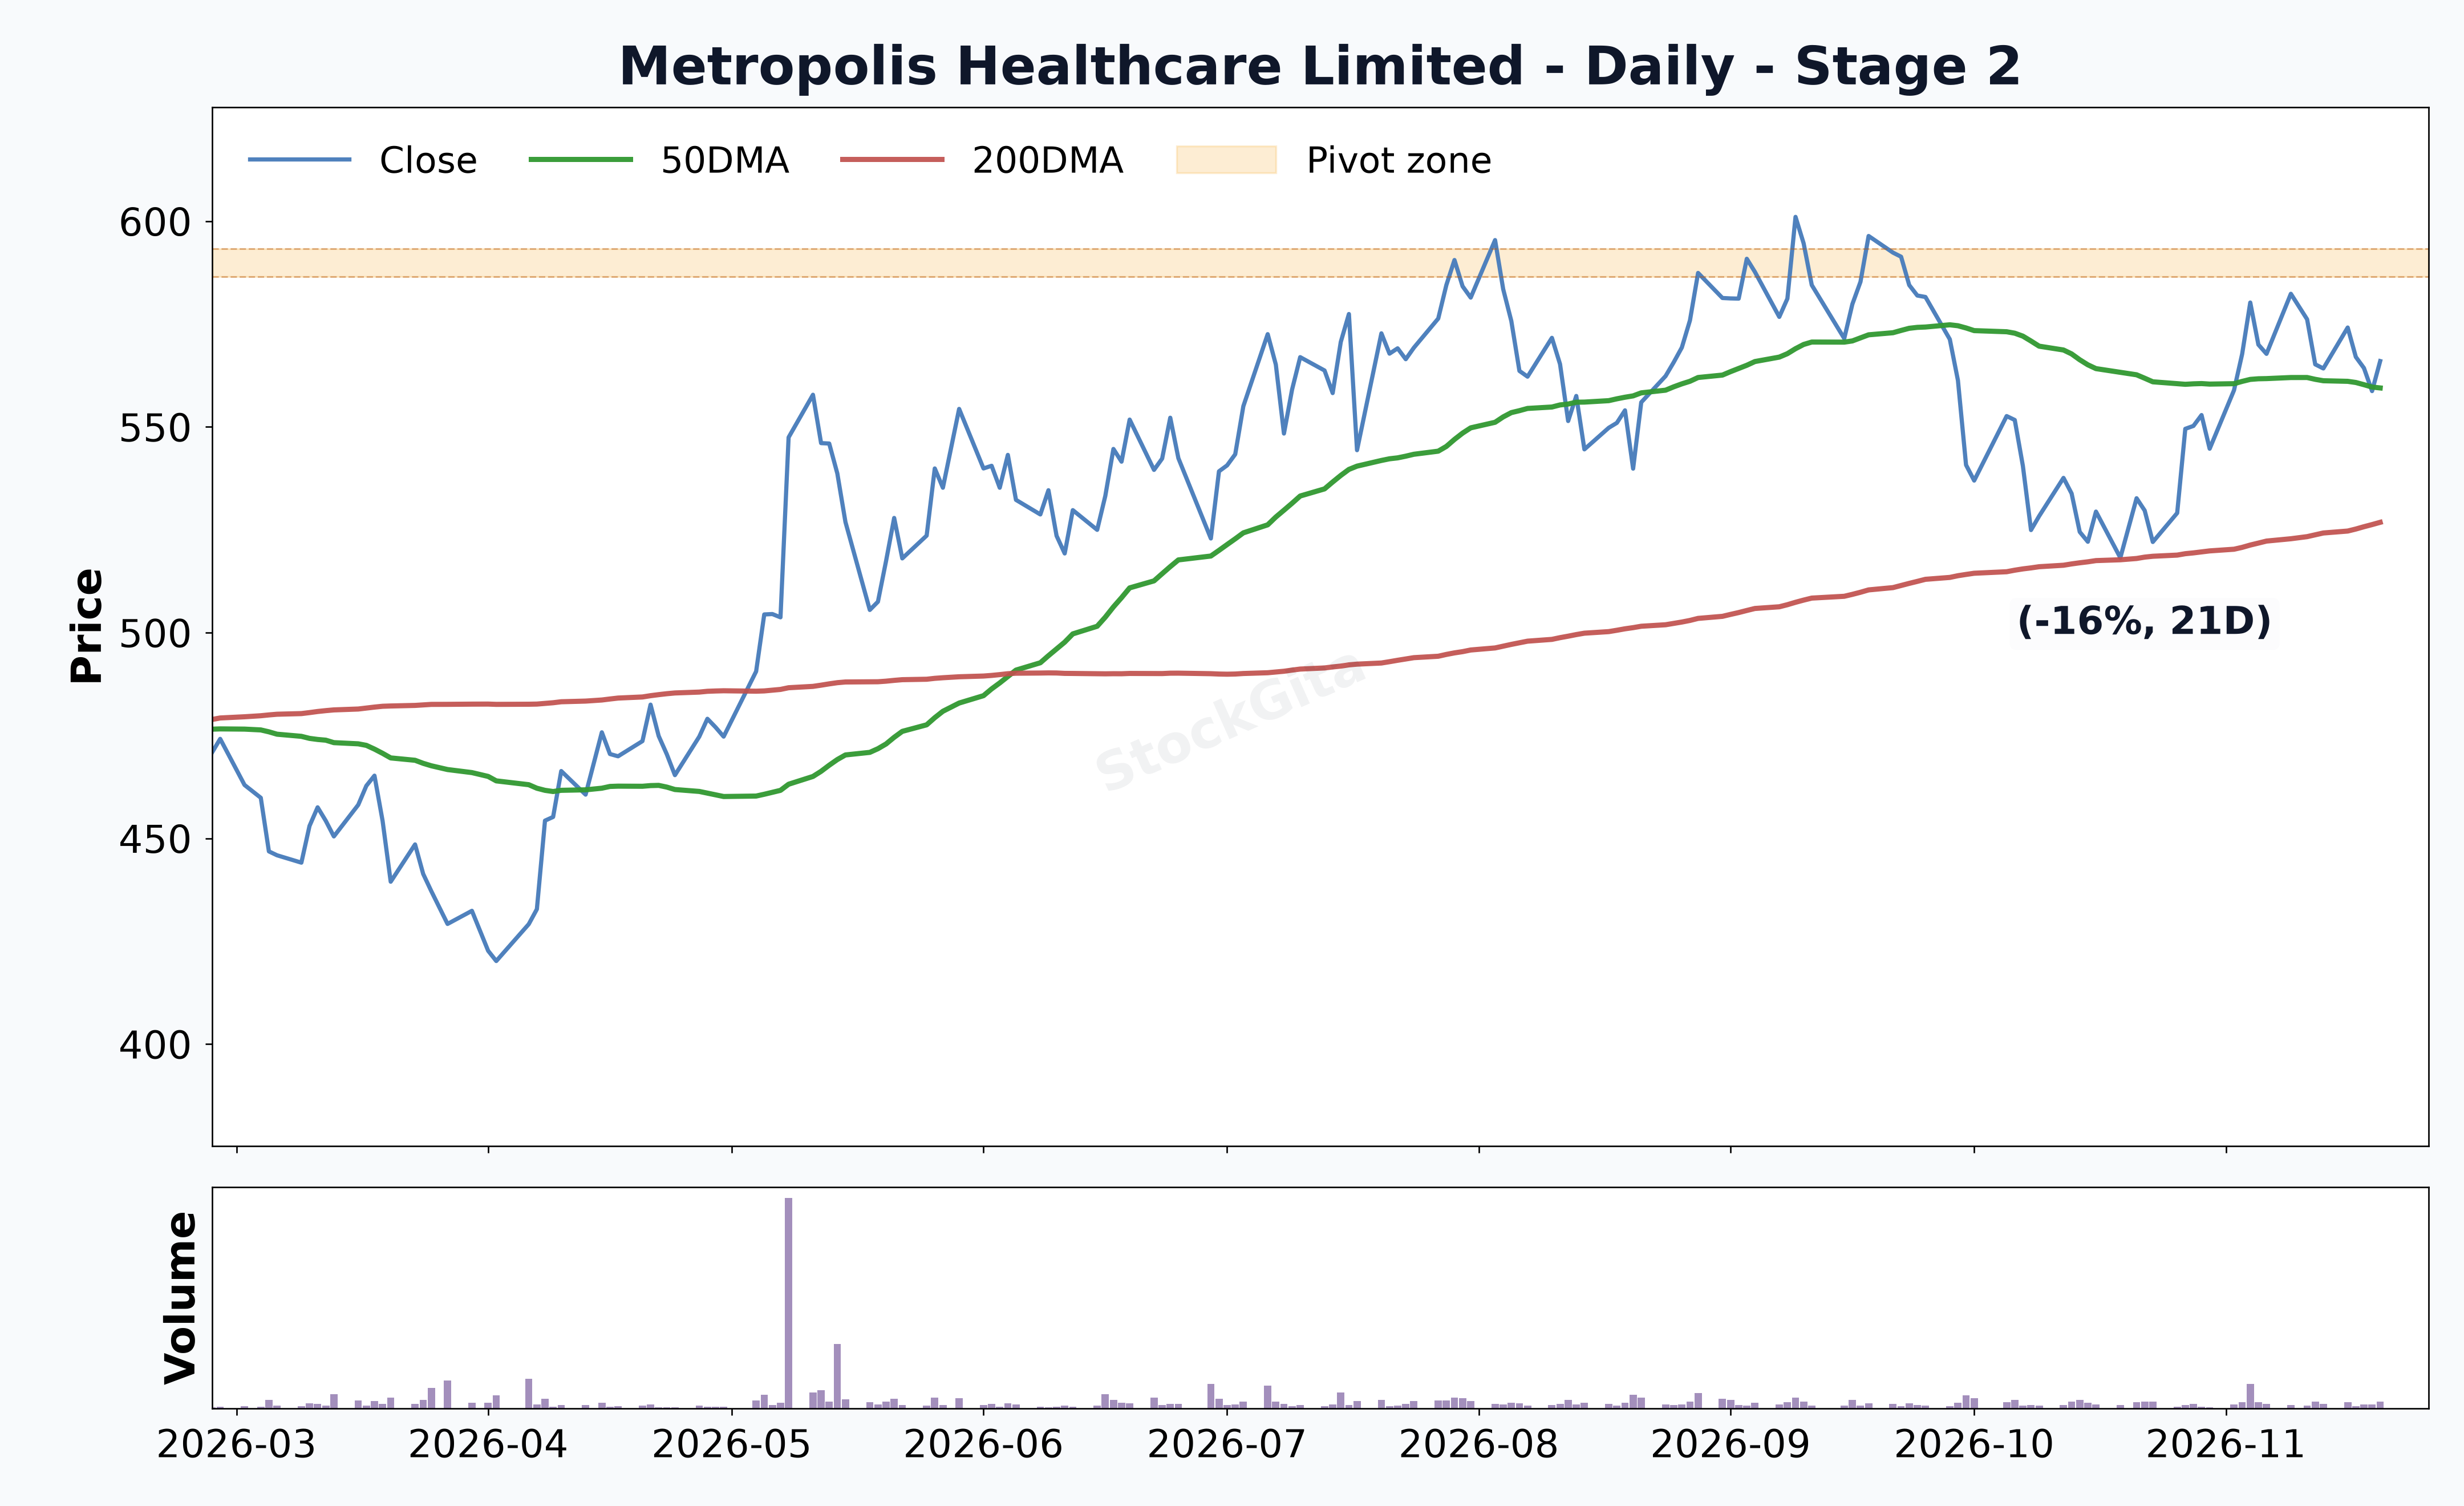 Metropolis Healthcare Limited - Daily - Stage 2
Close 50DMA 200DMA Pivot zone
600
550
500
450
400
Price
(-16%, 21D)
StockGita
Volume
2026-03 2026-04 2026-05 2026-06 2026-07 2026-08 2026-09 2026-10 2026-11